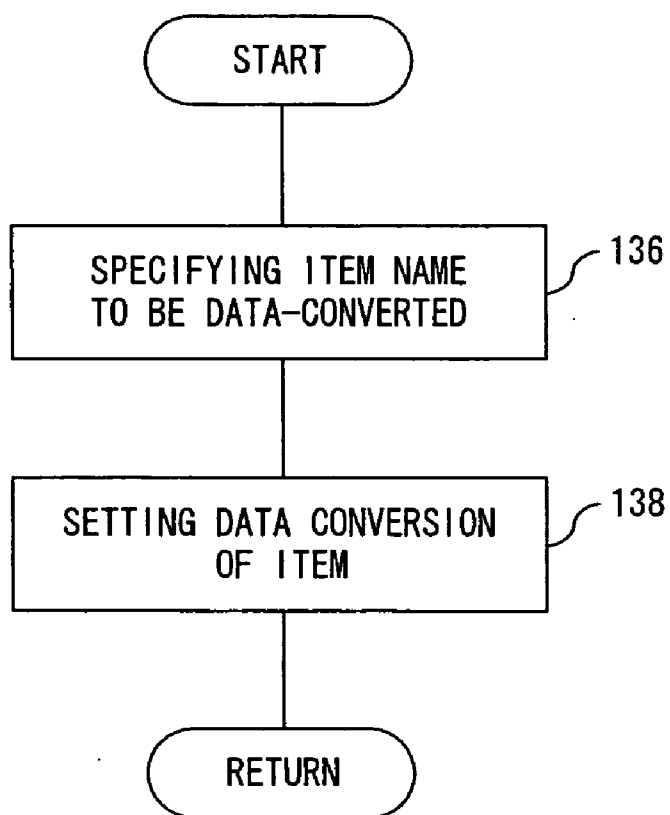 START
SPECIFYING ITEM NAME
TO BE DATA-CONVERTED
136
SETTING DATA CONVERSION
OF ITEM
138
RETURN